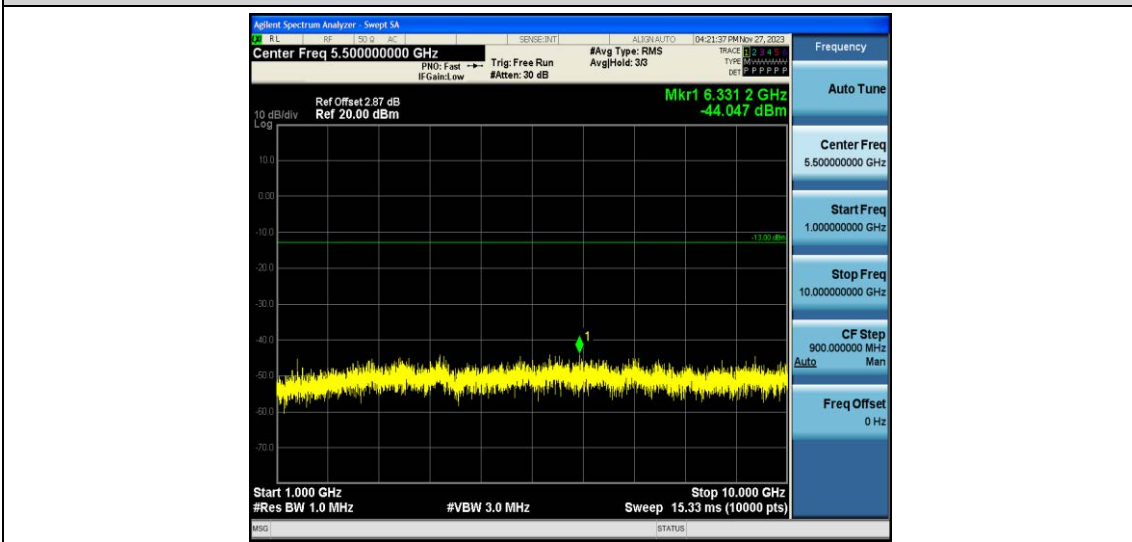 Agilent Spectrum Analyzer - Swept SA
RL RF 50 Ω AC SENSE:INT ALIGN AUTO 04:21:37 PM Nov 27, 2023
Center Freq 5.500000000 GHz
PNO: Fast
IFGain:Low
Trig: Free Run
#Atten: 30 dB
#Avg Type: RMS
Avg|Hold: 3/3
TRACE 1 2 3 4 5 6
TYPE M
DET P P P P P P
Mkr1 6.331 2 GHz
-44.047 dBm
Ref Offset 2.87 dB
10 dB/div Ref 20.00 dBm
Log
10.0
0.00
-10.0
-13.00 dBm
-20.0
-30.0
-40.0
1
-50.0
-60.0
-70.0
Start 1.000 GHz Stop 10.000 GHz
#Res BW 1.0 MHz #VBW 3.0 MHz Sweep 15.33 ms (10000 pts)
MSG STATUS
Frequency
Auto Tune
Center Freq
5.500000000 GHz
Start Freq
1.000000000 GHz
Stop Freq
10.000000000 GHz
CF Step
900.000000 MHz
Auto Man
Freq Offset
0 Hz